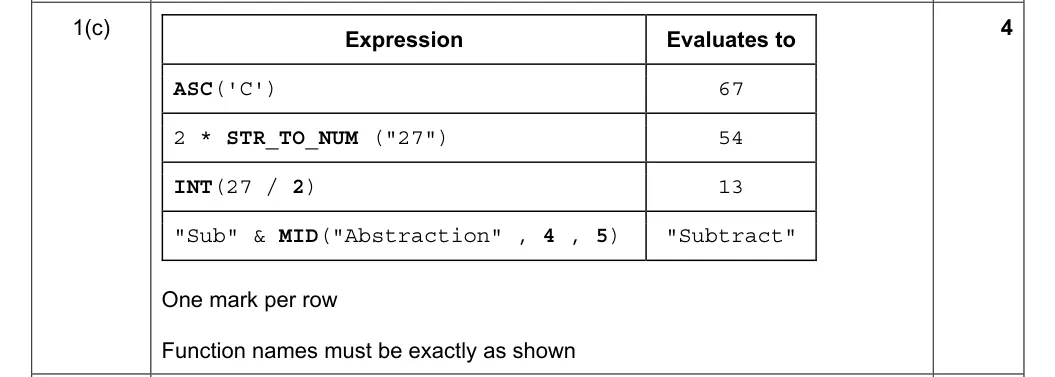 1(c)
Expression Evaluates to 4
ASC('C') 67
2 * STR_TO_NUM ("27") 54
INT(27 / 2) 13
"Sub" & MID("Abstraction" , 4 , 5) "Subtract"
One mark per row
Function names must be exactly as shown